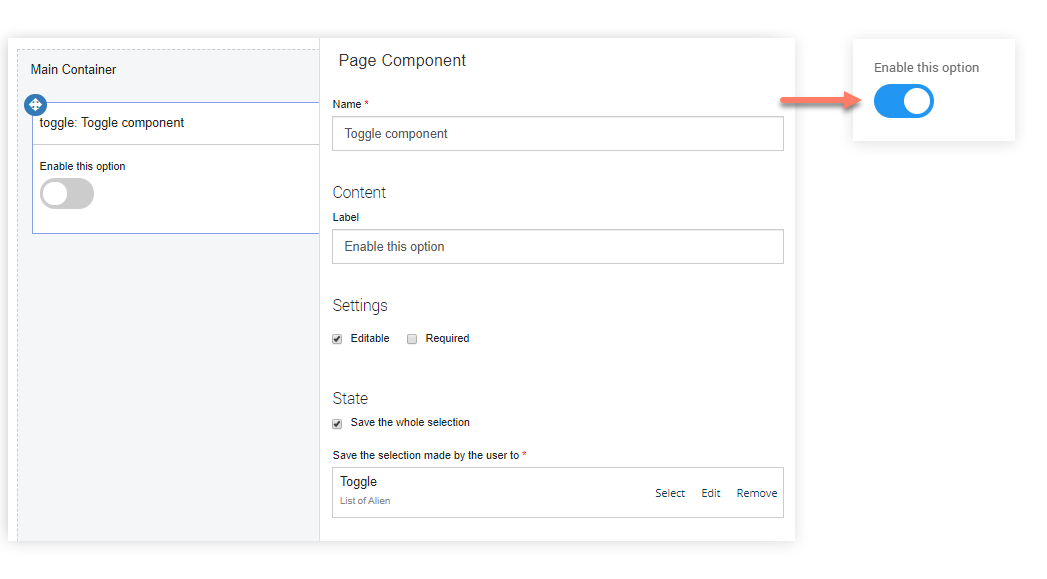 Main Container
toggle: Toggle component
Enable this option
Page Component
Name *
Toggle component
Content
Label
Enable this option
Settings
Editable Required
State
Save the whole selection
Save the selection made by the user to *
Toggle
List of Alien
Select Edit Remove
Enable this option